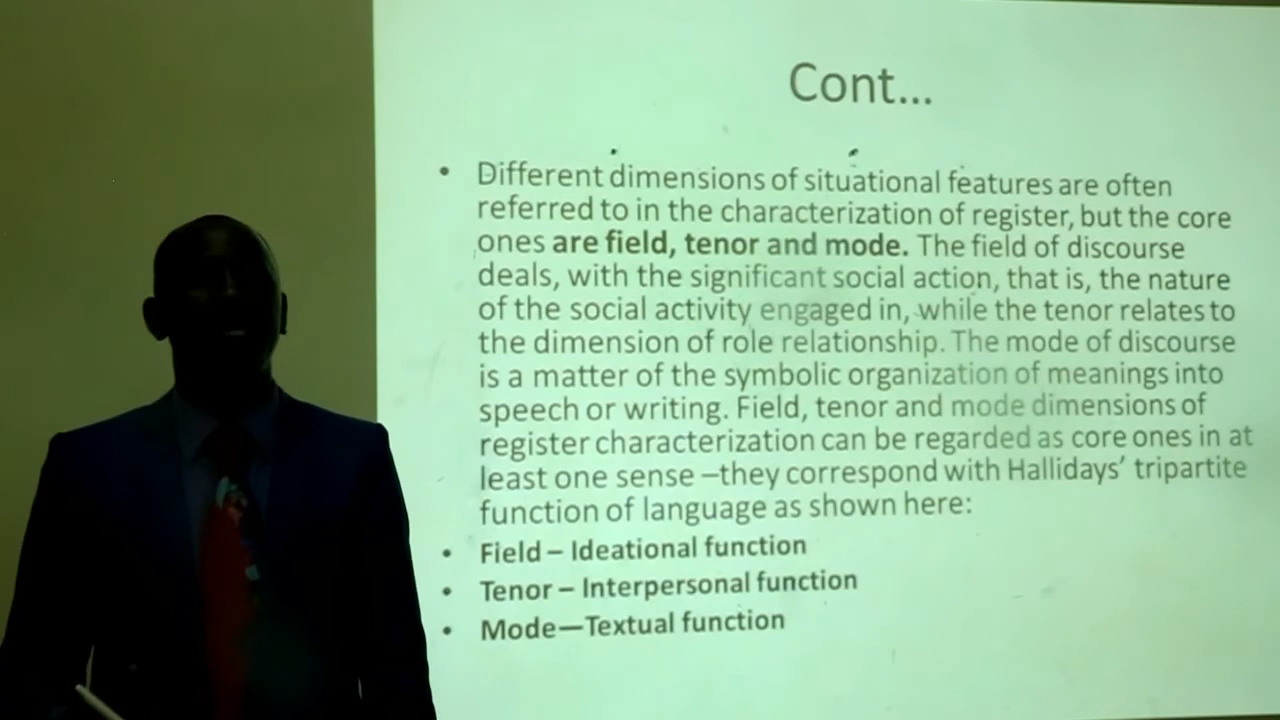 Cont...
• Different dimensions of situational features are often
referred to in the characterization of register, but the core
ones are field, tenor and mode. The field of discourse
deals, with the significant social action, that is, the nature
of the social activity engaged in, while the tenor relates to
the dimension of role relationship. The mode of discourse
is a matter of the symbolic organization of meanings into
speech or writing. Field, tenor and mode dimensions of
register characterization can be regarded as core ones in at
least one sense –they correspond with Hallidays’ tripartite
function of language as shown here:
• Field – Ideational function
• Tenor – Interpersonal function
• Mode—Textual function